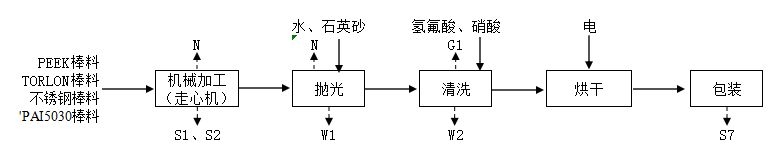 水、石英砂
氢氟酸、硝酸
N
N
G1
电
PEEK棒料
TORLON棒料
不锈钢棒料
'PAI5030棒料
机械加工
(走心机)
抛光
清洗
烘干
包装
S1、S2
W1
W2
S7